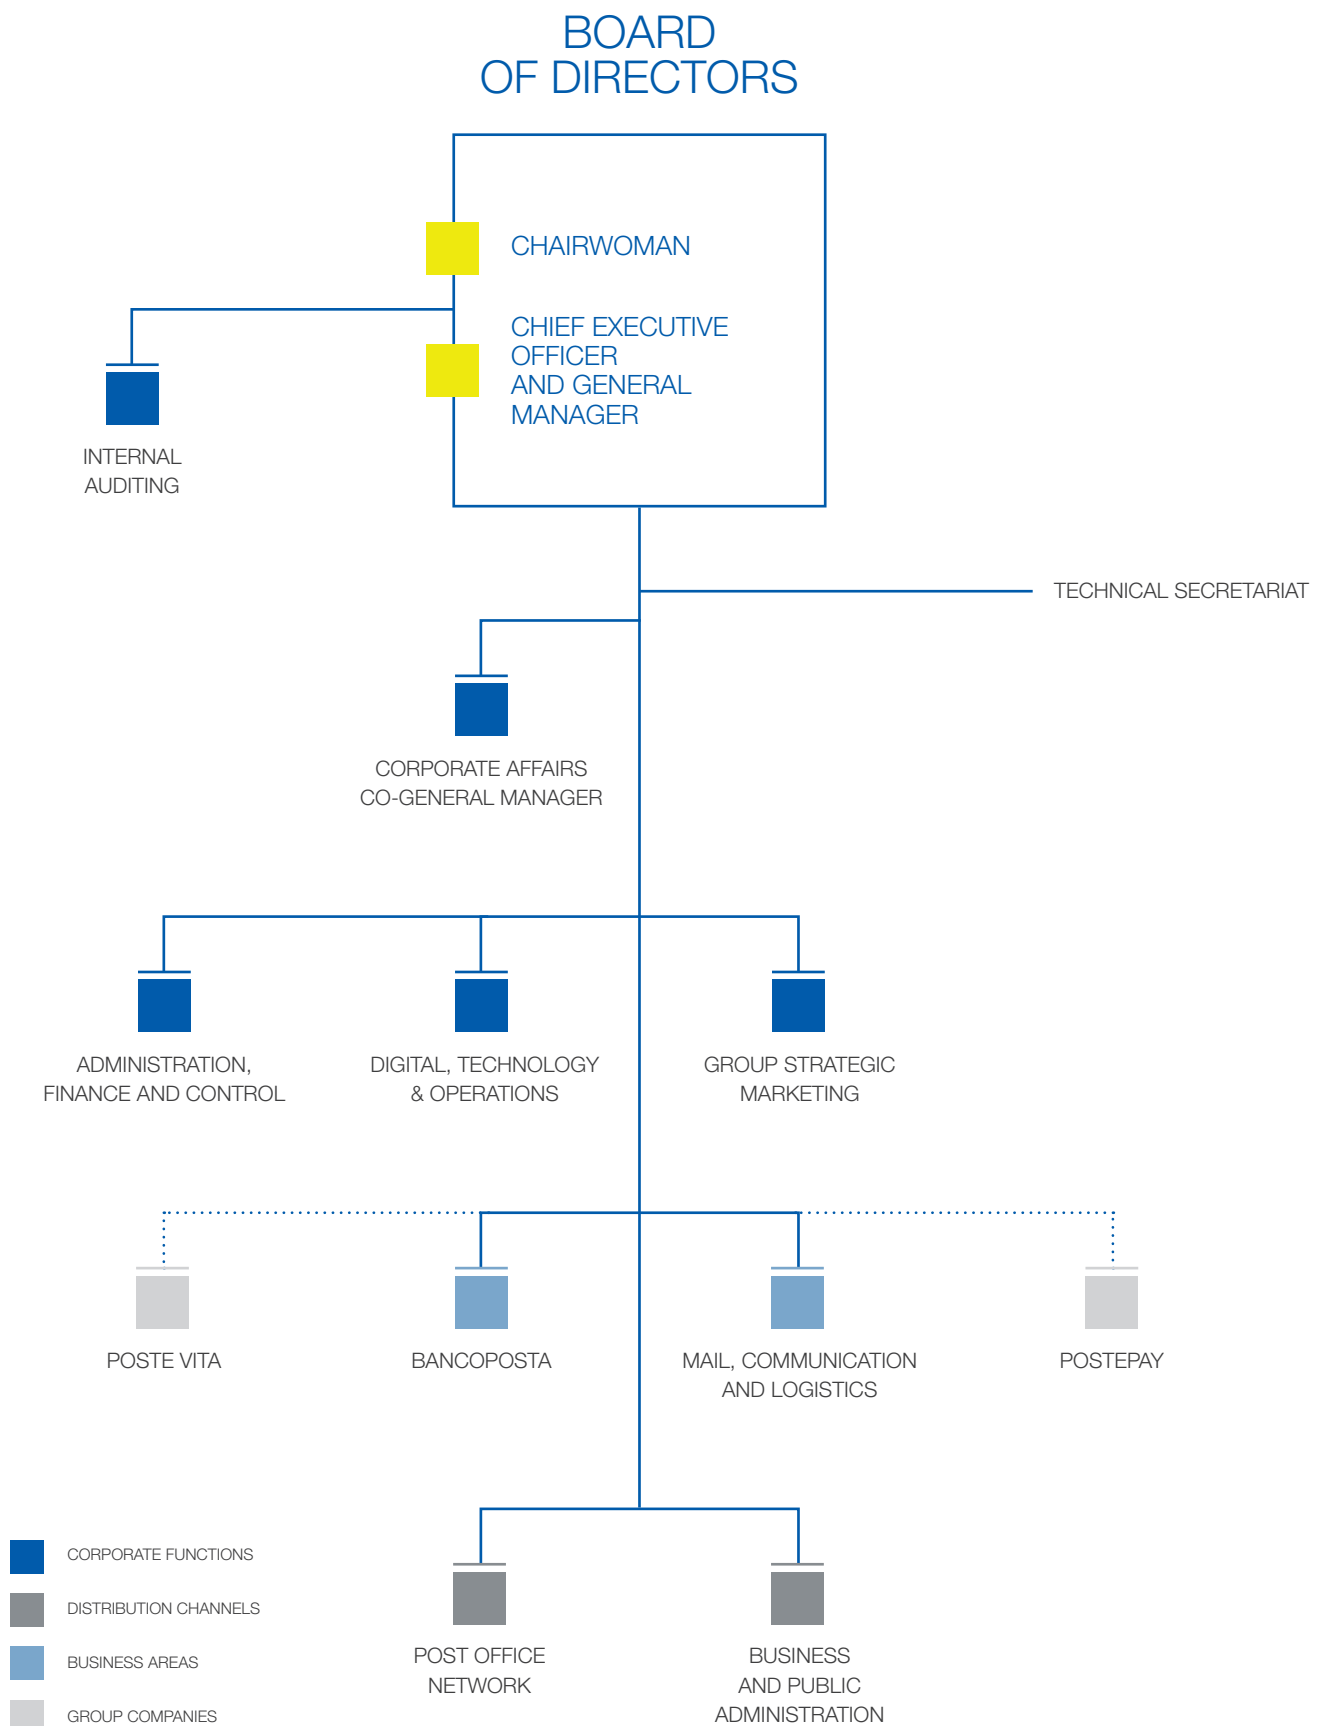 BOARD
OF DIRECTORS
CHAIRWOMAN
CHIEF EXECUTIVE
OFFICER
AND GENERAL
MANAGER
INTERNAL
AUDITING
TECHNICAL SECRETARIAT
CORPORATE AFFAIRS
CO-GENERAL MANAGER
ADMINISTRATION,
FINANCE AND CONTROL
DIGITAL, TECHNOLOGY
& OPERATIONS
GROUP STRATEGIC
MARKETING
POSTE VITA
BANCOPOSTA
MAIL, COMMUNICATION
AND LOGISTICS
POSTEPAY
POST OFFICE
NETWORK
BUSINESS
AND PUBLIC
ADMINISTRATION
CORPORATE FUNCTIONS
DISTRIBUTION CHANNELS
BUSINESS AREAS
GROUP COMPANIES